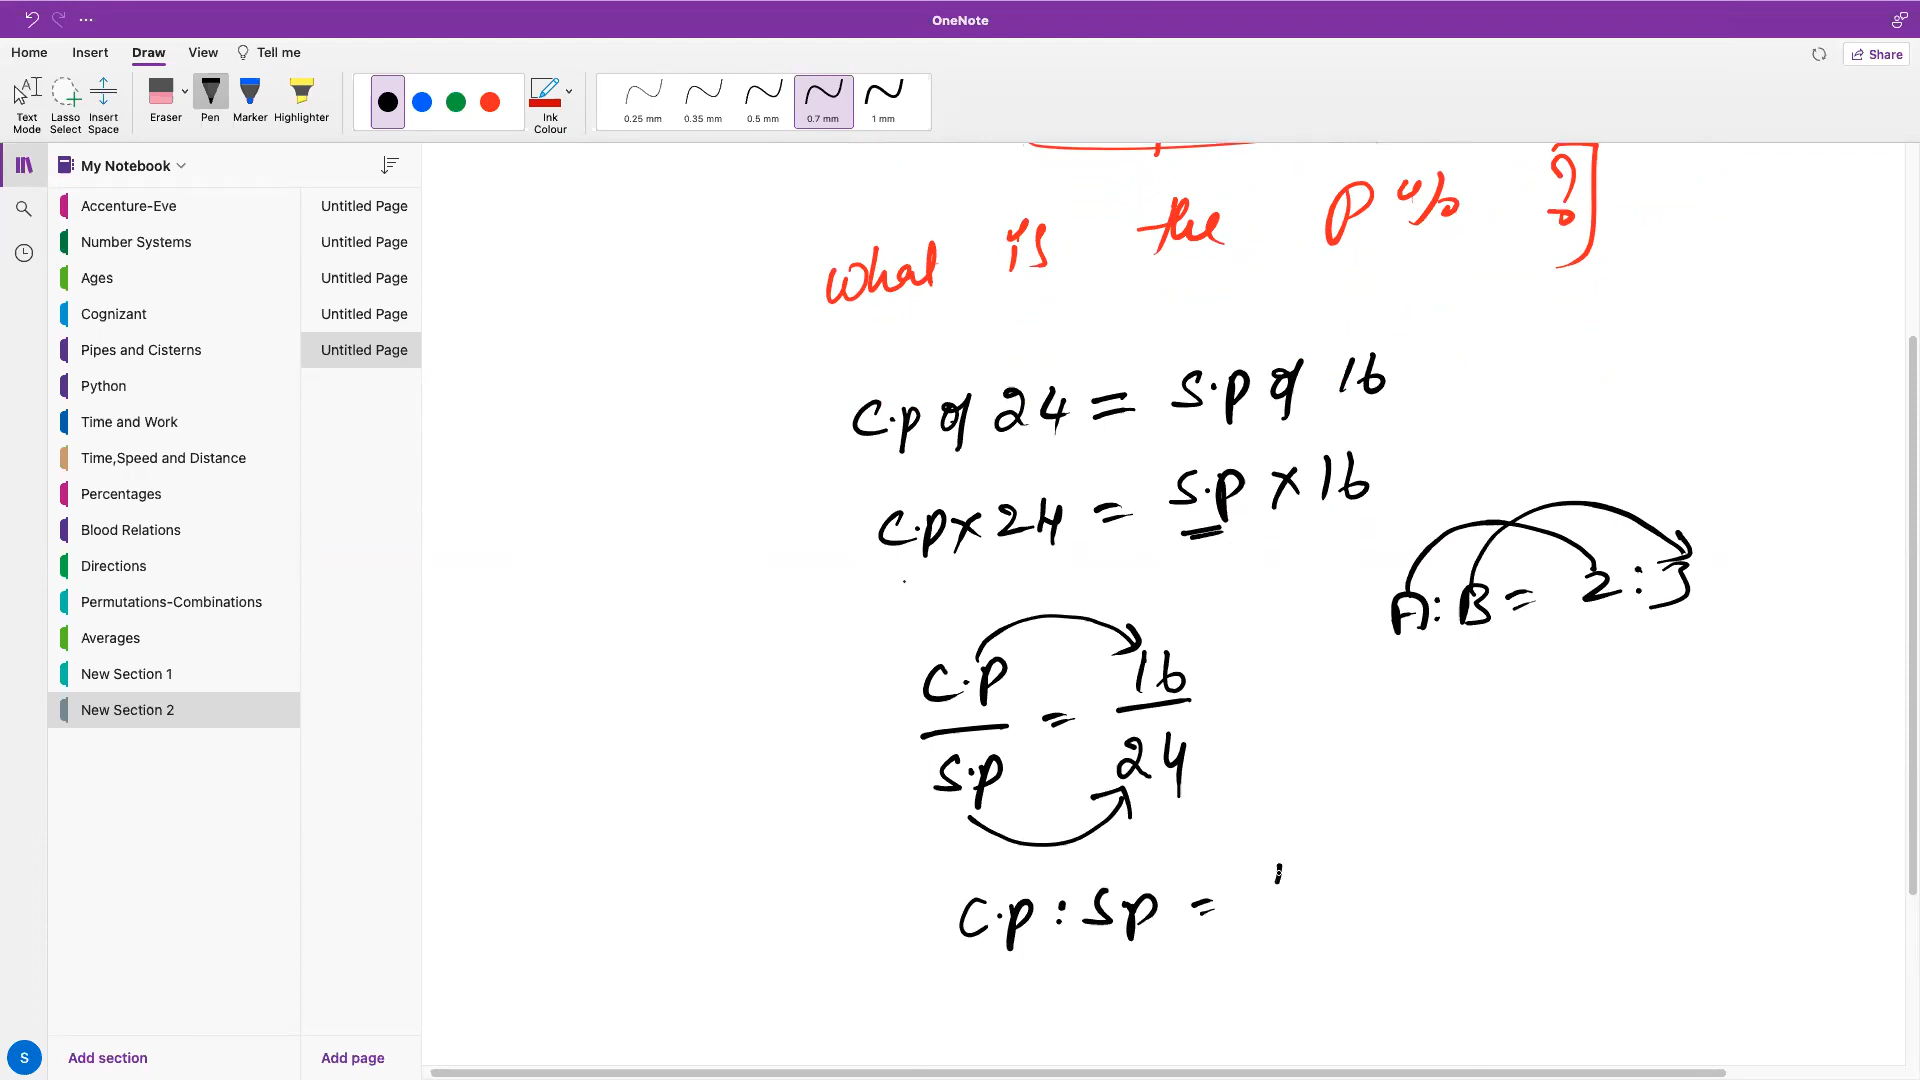 OneNote
Home Insert Draw View Tell me
Share
Text Mode
Lasso Select
Insert Space
Eraser
Pen
Marker
Highlighter
Ink Colour
0.25 mm
0.35 mm
0.5 mm
0.7 mm
1 mm
My Notebook
Accenture-Eve
Number Systems
Ages
Cognizant
Pipes and Cisterns
Python
Time and Work
Time,Speed and Distance
Percentages
Blood Relations
Directions
Permutations-Combinations
Averages
New Section 1
New Section 2
Untitled Page
Untitled Page
Untitled Page
Untitled Page
Untitled Page
S
Add section
Add page
what is the P % ?
C.P of 24 = S.P of 16
C.P x 24 = S.P x 16
A : B = 2 : 3
C.P / S.P = 16 / 24
C.P : S P =